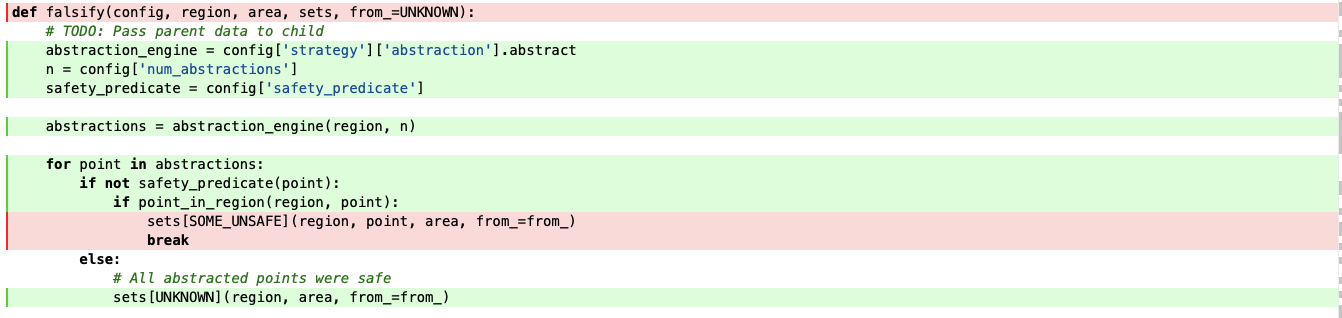 def falsify(config, region, area, sets, from_=UNKNOWN):
    # TODO: Pass parent data to child
    abstraction_engine = config['strategy']['abstraction'].abstract
    n = config['num_abstractions']
    safety_predicate = config['safety_predicate']

    abstractions = abstraction_engine(region, n)

    for point in abstractions:
        if not safety_predicate(point):
            if point_in_region(region, point):
                sets[SOME_UNSAFE](region, point, area, from_=from_)
                break
        else:
            # All abstracted points were safe
            sets[UNKNOWN](region, area, from_=from_)